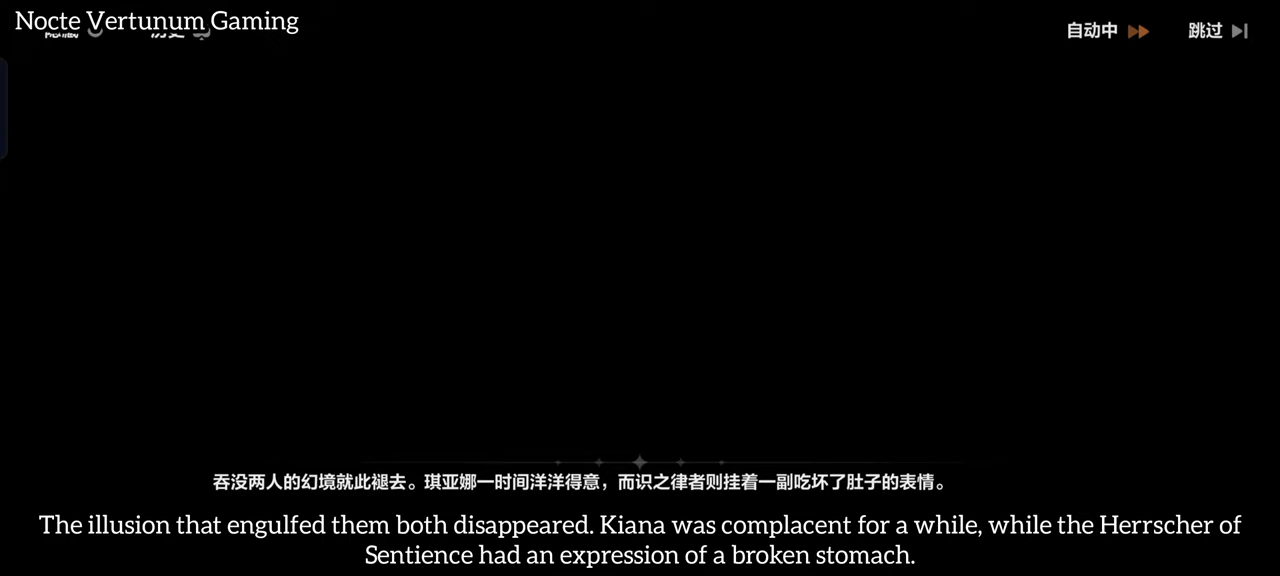 Nocte Vertunum Gaming
自动中
跳过
吞没两人的幻境就此褪去。琪亚娜一时间洋洋得意，而识之律者则挂着一副吃坏了肚子的表情。
The illusion that engulfed them both disappeared. Kiana was complacent for a while, while the Herrscher of
Sentience had an expression of a broken stomach.